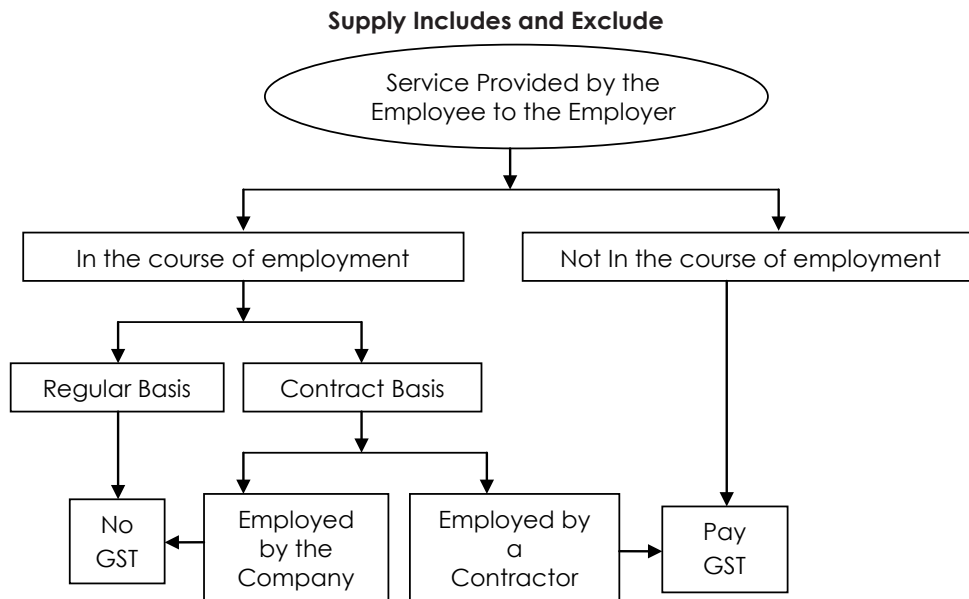 Supply Includes and Exclude
Service Provided by the
Employee to the Employer
In the course of employment
Not In the course of employment
Regular Basis
Contract Basis
No
GST
Employed
by the
Company
Employed by
a
Contractor
Pay
GST